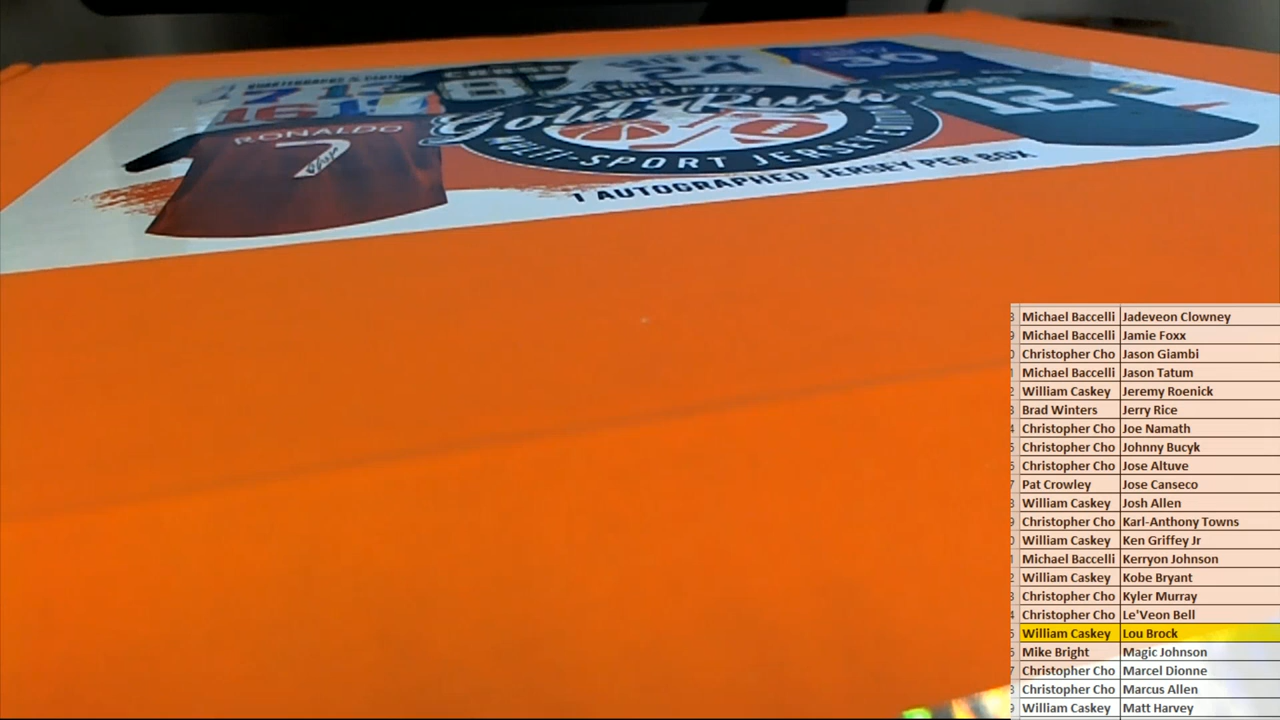 RONALDO
7
8
24
30
12
Gold Rush
MULTI-SPORT JERSEY EDITION
1 AUTOGRAPHED JERSEY PER BOX
Michael Baccelli Jadeveon Clowney
Michael Baccelli Jamie Foxx
Christopher Cho Jason Giambi
Michael Baccelli Jason Tatum
William Caskey Jeremy Roenick
Brad Winters Jerry Rice
Christopher Cho Joe Namath
Christopher Cho Johnny Bucyk
Christopher Cho Jose Altuve
Pat Crowley Jose Canseco
William Caskey Josh Allen
Christopher Cho Karl-Anthony Towns
William Caskey Ken Griffey Jr
Michael Baccelli Kerryon Johnson
William Caskey Kobe Bryant
Christopher Cho Kyler Murray
Christopher Cho Le'Veon Bell
William Caskey Lou Brock
Mike Bright Magic Johnson
Christopher Cho Marcel Dionne
Christopher Cho Marcus Allen
William Caskey Matt Harvey